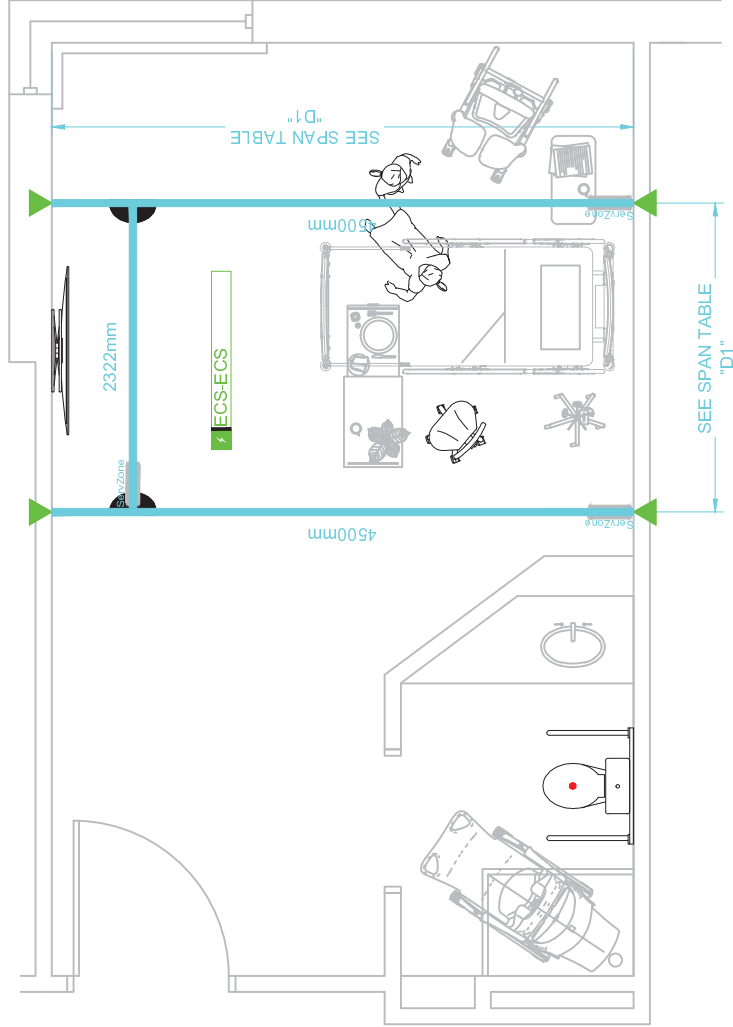 SEE SPAN TABLE
"D1"
4500mm
ServZone
2322mm
ECS-ECS
SEE SPAN TABLE
"D1"
ServZone
4500mm
ServZone